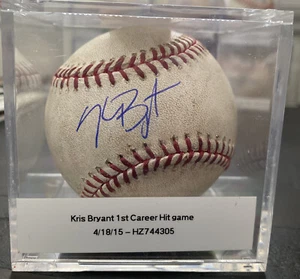 Kris Bryant 1st Career Hit game
4/18/15 – HZ744305